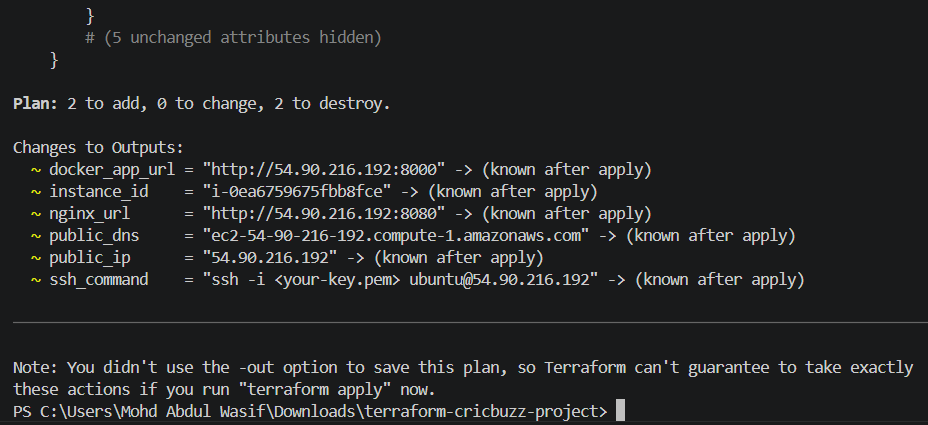 }
# (5 unchanged attributes hidden)
}
Plan: 2 to add, 0 to change, 2 to destroy.
Changes to Outputs:
~ docker_app_url = "http://54.90.216.192:8000" -> (known after apply)
~ instance_id = "i-0ea6759675fbb8fce" -> (known after apply)
~ nginx_url = "http://54.90.216.192:8080" -> (known after apply)
~ public_dns = "ec2-54-90-216-192.compute-1.amazonaws.com" -> (known after apply)
~ public_ip = "54.90.216.192" -> (known after apply)
~ ssh_command = "ssh -i <your-key.pem> ubuntu@54.90.216.192" -> (known after apply)
Note: You didn't use the -out option to save this plan, so Terraform can't guarantee to take exactly
these actions if you run "terraform apply" now.
PS C:\Users\Mohd Abdul Wasif\Downloads\terraform-cricbuzz-project>